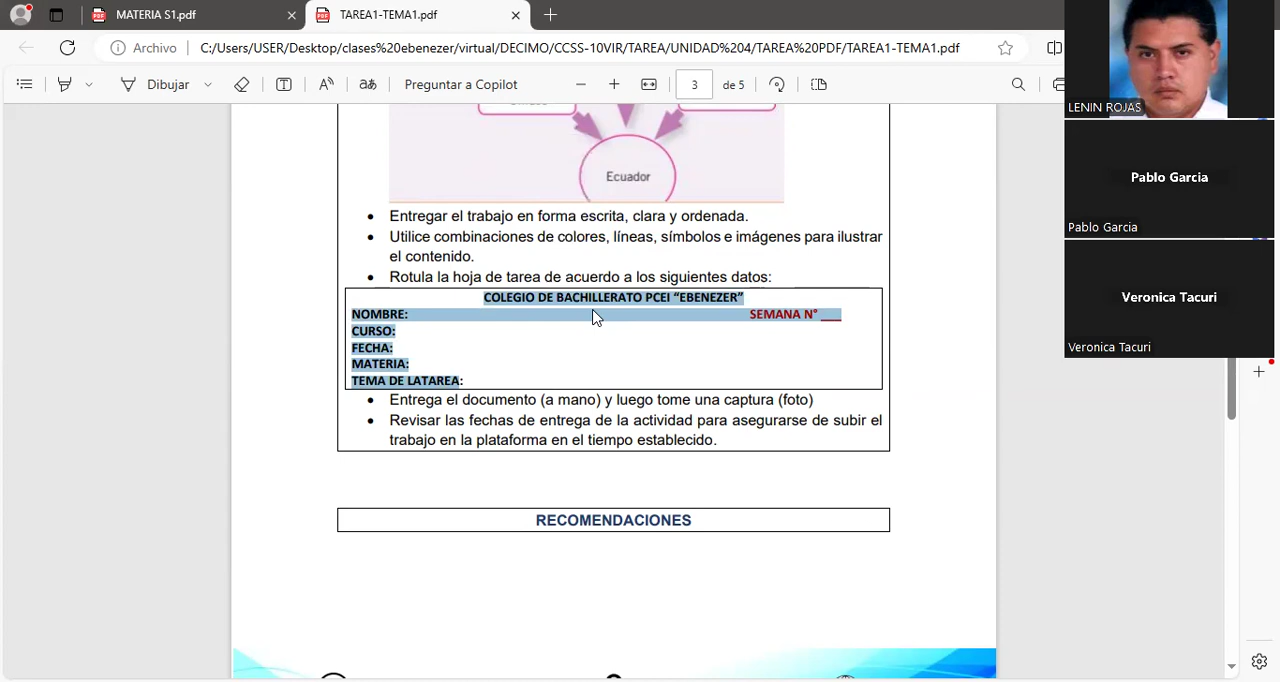 MATERIA S1.pdf
TAREA1-TEMA1.pdf
Archivo
C:/Users/USER/Desktop/clases%20ebenezer/virtual/DECIMO/CCSS-10VIR/TAREA/UNIDAD%204/TAREA%20PDF/TAREA1-TEMA1.pdf
Dibujar
Preguntar a Copilot
3
de 5
Ecuador
• Entregar el trabajo en forma escrita, clara y ordenada.
• Utilice combinaciones de colores, líneas, símbolos e imágenes para ilustrar
el contenido.
• Rotula la hoja de tarea de acuerdo a los siguientes datos:
COLEGIO DE BACHILLERATO PCEI “EBENEZER”
NOMBRE: SEMANA N° ___
CURSO:
FECHA:
MATERIA:
TEMA DE LATAREA:
• Entrega el documento (a mano) y luego tome una captura (foto)
• Revisar las fechas de entrega de la actividad para asegurarse de subir el
trabajo en la plataforma en el tiempo establecido.
RECOMENDACIONES
LENIN ROJAS
Pablo Garcia
Pablo Garcia
Veronica Tacuri
Veronica Tacuri